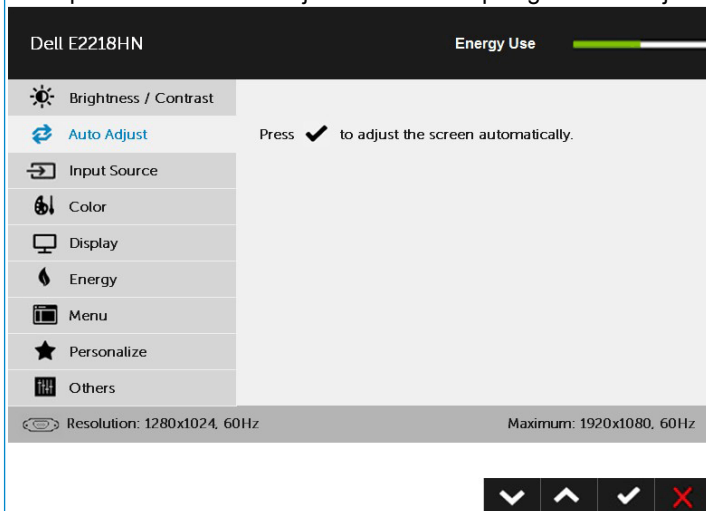 Dell E2218HN
Energy Use
Brightness / Contrast
Auto Adjust
Press ✔ to adjust the screen automatically.
Input Source
Color
Display
Energy
Menu
Personalize
Others
Resolution: 1280x1024, 60Hz
Maximum: 1920x1080, 60Hz